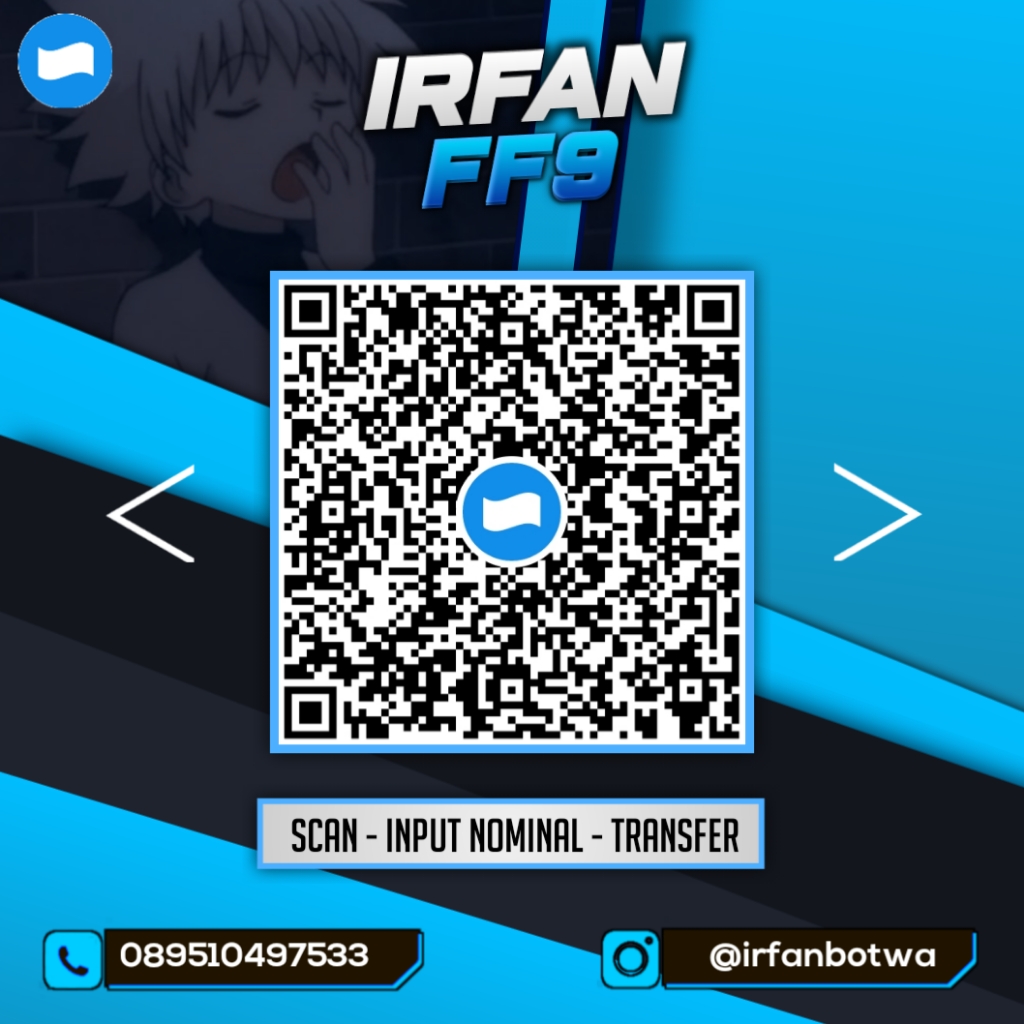 IRFAN
FF9
SCAN - INPUT NOMINAL - TRANSFER
089510497533
@irfanbotwa